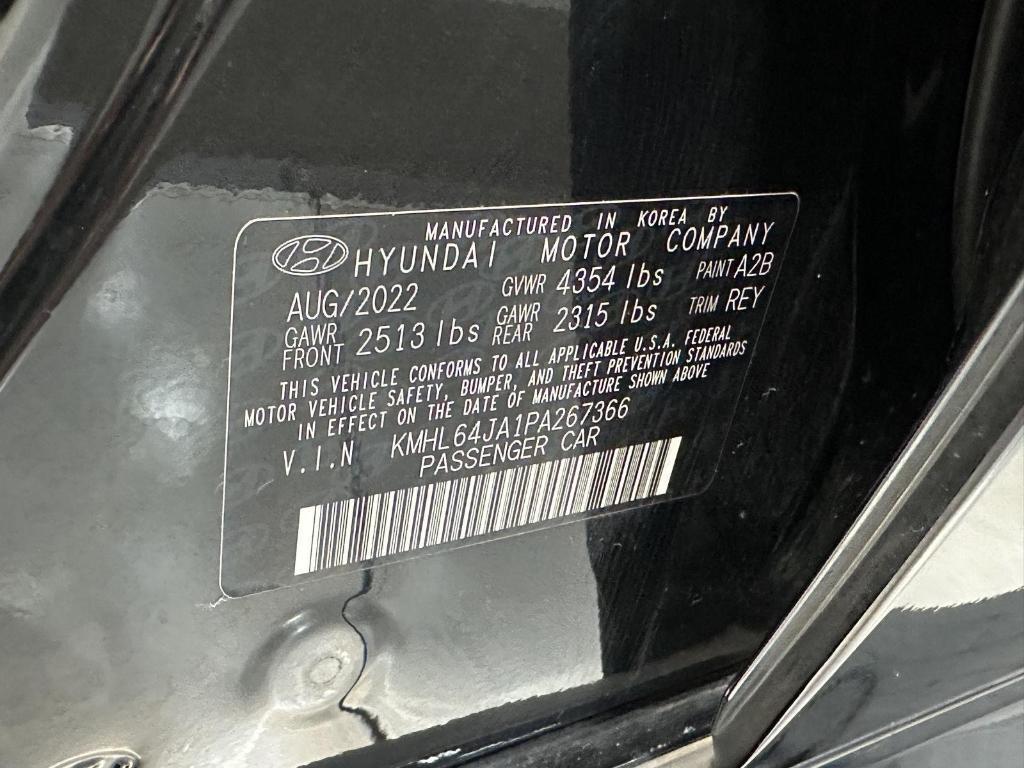 MANUFACTURED IN KOREA BY
HYUNDAI MOTOR COMPANY
AUG/2022 GVWR 4354 lbs PAINT A2B
GAWR FRONT 2513 lbs GAWR REAR 2315 lbs TRIM REY
THIS VEHICLE CONFORMS TO ALL APPLICABLE U.S.A. FEDERAL
MOTOR VEHICLE SAFETY, BUMPER, AND THEFT PREVENTION STANDARDS
IN EFFECT ON THE DATE OF MANUFACTURE SHOWN ABOVE
V.I.N KMHL64JA1PA267366
PASSENGER CAR